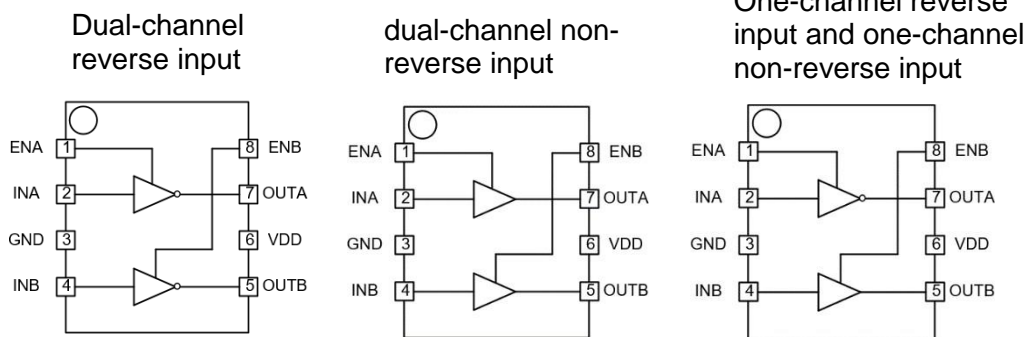 Dual-channel
reverse input
dual-channel non-
reverse input
One-channel reverse
input and one-channel
non-reverse input
ENA 1 8 ENB
INA 2 7 OUTA
GND 3 6 VDD
INB 4 5 OUTB
ENA 1 8 ENB
INA 2 7 OUTA
GND 3 6 VDD
INB 4 5 OUTB
ENA 1 8 ENB
INA 2 7 OUTA
GND 3 6 VDD
INB 4 5 OUTB